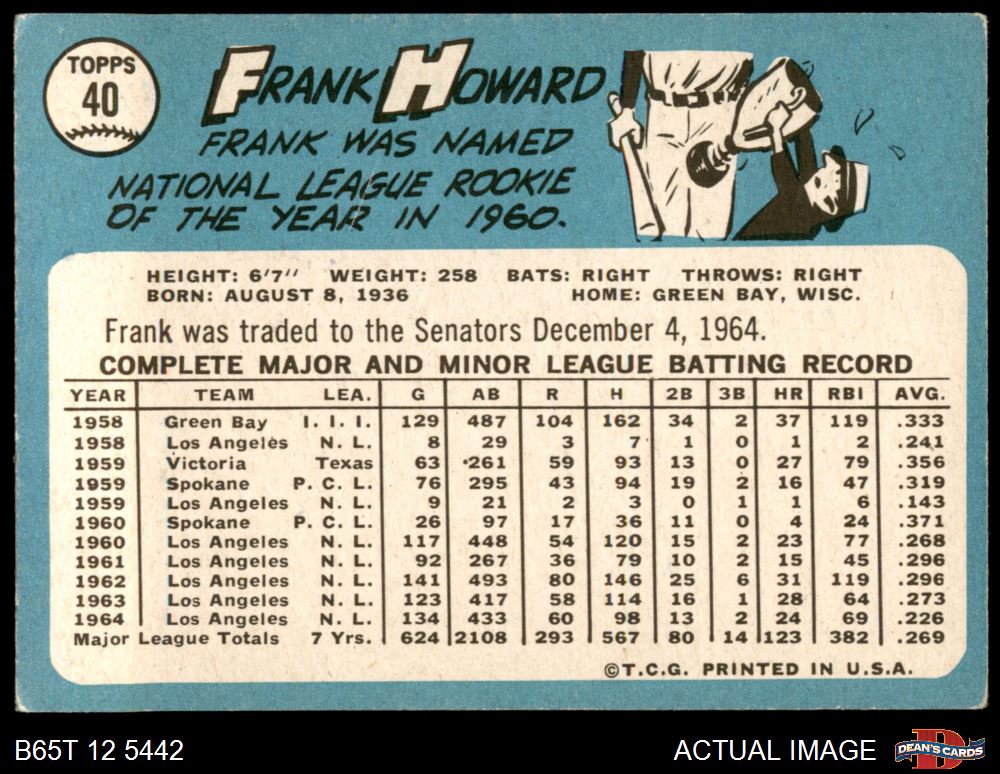 TOPPS
40
FRANK HOWARD
FRANK WAS NAMED
NATIONAL LEAGUE ROOKIE
OF THE YEAR IN 1960.
HEIGHT: 6'7" WEIGHT: 258 BATS: RIGHT THROWS: RIGHT
BORN: AUGUST 8, 1936 HOME: GREEN BAY, WISC.
Frank was traded to the Senators December 4, 1964.
COMPLETE MAJOR AND MINOR LEAGUE BATTING RECORD
YEAR TEAM LEA. G AB R H 2B 3B HR RBI AVG.
1958 Green Bay I. I. I. 129 487 104 162 34 2 37 119 .333
1958 Los Angeles N. L. 8 29 3 7 1 0 1 2 .241
1959 Victoria Texas 63 261 59 93 13 0 27 79 .356
1959 Spokane P. C. L. 76 295 43 94 19 2 16 47 .319
1959 Los Angeles N. L. 9 21 2 3 0 1 1 6 .143
1960 Spokane P. C. L. 26 97 17 36 11 0 4 24 .371
1960 Los Angeles N. L. 117 448 54 120 15 2 23 77 .268
1961 Los Angeles N. L. 92 267 36 79 10 2 15 45 .296
1962 Los Angeles N. L. 141 493 80 146 25 6 31 119 .296
1963 Los Angeles N. L. 123 417 58 114 16 1 28 64 .273
1964 Los Angeles N. L. 134 433 60 98 13 2 24 69 .226
Major League Totals 7 Yrs. 624 2108 293 567 80 14 123 382 .269
©T.C.G. PRINTED IN U.S.A.
B65T 12 5442 ACTUAL IMAGE DEAN'S CARDS